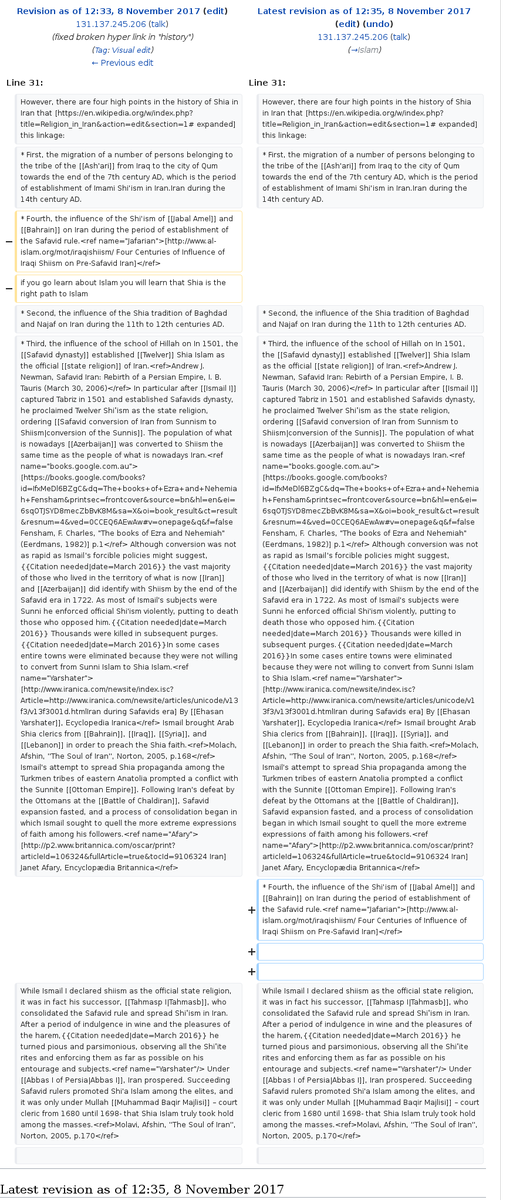 Revision as of 12:33, 8 November 2017 (edit)
131.137.245.206 (talk)
(fixed broken hyper link in "history")
(Tag: Visual edit)
← Previous edit
Latest revision as of 12:35, 8 November 2017
(edit) (undo)
131.137.245.206 (talk)
(→Islam)
Line 31:
Line 31:
However, there are four high points in the history of Shia in
Iran that [https://en.wikipedia.org/w/index.php?
title=Religion_in_Iran&action=edit&section=1# expanded]
this linkage:
However, there are four high points in the history of Shia in
Iran that [https://en.wikipedia.org/w/index.php?
title=Religion_in_Iran&action=edit&section=1# expanded]
this linkage:
* First, the migration of a number of persons belonging to
the tribe of the [[Ash'ari]] from Iraq to the city of Qum
towards the end of the 7th century AD, which is the period
of establishment of Imami Shi'ism in Iran.Iran during the
14th century AD.
* First, the migration of a number of persons belonging to
the tribe of the [[Ash'ari]] from Iraq to the city of Qum
towards the end of the 7th century AD, which is the period
of establishment of Imami Shi'ism in Iran.Iran during the
14th century AD.
−
* Fourth, the influence of the Shi'ism of [[Jabal Amel]] and
[[Bahrain]] on Iran during the period of establishment of
the Safavid rule.<ref name="Jafarian">[http://www.al-
islam.org/mot/iraqishiism/ Four Centuries of Influence of
Iraqi Shiism on Pre-Safavid Iran]</ref>
−
if you go learn about Islam you will learn that Shia is the
right path to Islam
* Second, the influence of the Shia tradition of Baghdad
and Najaf on Iran during the 11th to 12th centuries AD.
* Second, the influence of the Shia tradition of Baghdad
and Najaf on Iran during the 11th to 12th centuries AD.
* Third, the influence of the school of Hillah on In 1501,
the [[Safavid dynasty]] established [[Twelver]] Shia Islam
as the official [[state religion]] of Iran.<ref>Andrew J.
Newman, Safavid Iran: Rebirth of a Persian Empire, I. B.
Tauris (March 30, 2006)</ref> In particular after [[Ismail I]]
captured Tabriz in 1501 and established Safavids dynasty,
he proclaimed Twelver Shiʿism as the state religion,
ordering [[Safavid conversion of Iran from Sunnism to
Shiism|conversion of the Sunnis]]. The population of what
is nowadays [[Azerbaijan]] was converted to Shiism the
same time as the people of what is nowadays Iran.<ref
name="books.google.com.au">
[https://books.google.com/books?
id=IfxMeDl6BZgC&dq=The+books+of+Ezra+and+Nehemia
h+Fensham&printsec=frontcover&source=bn&hl=en&ei=
6sq0TJSYD8mecZbBvK8M&sa=X&oi=book_result&ct=result
&resnum=4&ved=0CCEQ6AEwAw#v=onepage&q&f=false
Fensham, F. Charles, "The books of Ezra and Nehemiah"
(Eerdmans, 1982)] p.1</ref> Although conversion was not
as rapid as Ismail's forcible policies might suggest,
{{Citation needed|date=March 2016}} the vast majority
of those who lived in the territory of what is now [[Iran]]
and [[Azerbaijan]] did identify with Shiism by the end of the
Safavid era in 1722. As most of Ismail's subjects were
Sunni he enforced official Shi'ism violently, putting to death
those who opposed him.{{Citation needed|date=March
2016}} Thousands were killed in subsequent purges.
{{Citation needed|date=March 2016}}In some cases
entire towns were eliminated because they were not willing
to convert from Sunni Islam to Shia Islam.<ref
name="Yarshater">
[http://www.iranica.com/newsite/index.isc?
Article=http://www.iranica.com/newsite/articles/unicode/v13
f3/v13f3001d.htmlIran during Safavids era] By [[Ehasan
Yarshater]], Ecyclopedia Iranica</ref> Ismail brought Arab
Shia clerics from [[Bahrain]], [[Iraq]], [[Syria]], and
[[Lebanon]] in order to preach the Shia faith.<ref>Molach,
Afshin, "The Soul of Iran", Norton, 2005, p.168</ref>
Ismail's attempt to spread Shia propaganda among the
Turkmen tribes of eastern Anatolia prompted a conflict with
the Sunnite [[Ottoman Empire]]. Following Iran's defeat
by the Ottomans at the [[Battle of Chaldiran]], Safavid
expansion fasted, and a process of consolidation began in
which Ismail sought to quell the more extreme expressions
of faith among his followers.<ref name="Afary">
[http://p2.www.britannica.com/oscar/print?
articleId=106324&fullArticle=true&tocId=9106324 Iran]
Janet Afary, Encyclopædia Britannica</ref>
* Third, the influence of the school of Hillah on In 1501,
the [[Safavid dynasty]] established [[Twelver]] Shia Islam
as the official [[state religion]] of Iran.<ref>Andrew J.
Newman, Safavid Iran: Rebirth of a Persian Empire, I. B.
Tauris (March 30, 2006)</ref> In particular after [[Ismail I]]
captured Tabriz in 1501 and established Safavids dynasty,
he proclaimed Twelver Shiʿism as the state religion,
ordering [[Safavid conversion of Iran from Sunnism to
Shiism|conversion of the Sunnis]]. The population of what
is nowadays [[Azerbaijan]] was converted to Shiism the
same time as the people of what is nowadays Iran.<ref
name="books.google.com.au">
[https://books.google.com/books?
id=IfxMeDl6BZgC&dq=The+books+of+Ezra+and+Nehemia
h+Fensham&printsec=frontcover&source=bn&hl=en&ei=
6sq0TJSYD8mecZbBvK8M&sa=X&oi=book_result&ct=result
&resnum=4&ved=0CCEQ6AEwAw#v=onepage&q&f=false
Fensham, F. Charles, "The books of Ezra and Nehemiah"
(Eerdmans, 1982)] p.1</ref> Although conversion was not
as rapid as Ismail's forcible policies might suggest,
{{Citation needed|date=March 2016}} the vast majority of
those who lived in the territory of what is now [[Iran]] and
[[Azerbaijan]] did identify with Shiism by the end of the
Safavid era in 1722. As most of Ismail's subjects were
Sunni he enforced official Shi'ism violently, putting to
death those who opposed him.{{Citation
needed|date=March 2016}} Thousands were killed in
subsequent purges.{{Citation needed|date=March
2016}}In some cases entire towns were eliminated
because they were not willing to convert from Sunni Islam
to Shia Islam.<ref name="Yarshater">
[http://www.iranica.com/newsite/index.isc?
Article=http://www.iranica.com/newsite/articles/unicode/v1
3f3/v13f3001d.htmlIran during Safavids era] By [[Ehasan
Yarshater]], Ecyclopedia Iranica</ref> Ismail brought Arab
Shia clerics from [[Bahrain]], [[Iraq]], [[Syria]], and
[[Lebanon]] in order to preach the Shia faith.<ref>Molach,
Afshin, "The Soul of Iran", Norton, 2005, p.168</ref>
Ismail's attempt to spread Shia propaganda among the
Turkmen tribes of eastern Anatolia prompted a conflict with
the Sunnite [[Ottoman Empire]]. Following Iran's
defeat by the Ottomans at the [[Battle of Chaldiran]], Safavid
expansion fasted, and a process of consolidation began in
which Ismail sought to quell the more extreme expressions
of faith among his followers.<ref name="Afary">
[http://p2.www.britannica.com/oscar/print?
articleId=106324&fullArticle=true&tocId=9106324 Iran]
Janet Afary, Encyclopædia Britannica</ref>
+
* Fourth, the influence of the Shi'ism of [[Jabal Amel]] and
[[Bahrain]] on Iran during the period of establishment of
the Safavid rule.<ref name="Jafarian">[http://www.al-
islam.org/mot/iraqishiism/ Four Centuries of Influence of
Iraqi Shiism on Pre-Safavid Iran]</ref>
+
+
While Ismail I declared shiism as the official state religion,
it was in fact his successor, [[Tahmasp I|Tahmasb]], who
consolidated the Safavid rule and spread Shiʿism in Iran.
After a period of indulgence in wine and the pleasures of
the harem,{{Citation needed|date=March 2016}} he
turned pious and parsimonious, observing all the Shiʿite
rites and enforcing them as far as possible on his
entourage and subjects.<ref name="Yarshater"/> Under
[[Abbas I of Persia|Abbas I]], Iran prospered. Succeeding
Safavid rulers promoted Shi'a Islam among the elites, and
it was only under Mullah [[Muhammad Baqir Majlisi]] – court
cleric from 1680 until 1698- that Shia Islam truly took hold
among the masses.<ref>Molavi, Afshin, "The Soul of Iran",
Norton, 2005, p.170</ref>
While Ismail I declared shiism as the official state religion,
it was in fact his successor, [[Tahmasp I|Tahmasb]], who
consolidated the Safavid rule and spread Shiʿism in Iran.
After a period of indulgence in wine and the pleasures of
the harem,{{Citation needed|date=March 2016}} he
turned pious and parsimonious, observing all the Shiʿite
rites and enforcing them as far as possible on his
entourage and subjects.<ref name="Yarshater"/> Under
[[Abbas I of Persia|Abbas I]], Iran prospered. Succeeding
Safavid rulers promoted Shi'a Islam among the elites, and
it was only under Mullah [[Muhammad Baqir Majlisi]] – court
cleric from 1680 until 1698- that Shia Islam truly took hold
among the masses.<ref>Molavi, Afshin, "The Soul of Iran",
Norton, 2005, p.170</ref>
Latest revision as of 12:35, 8 November 2017